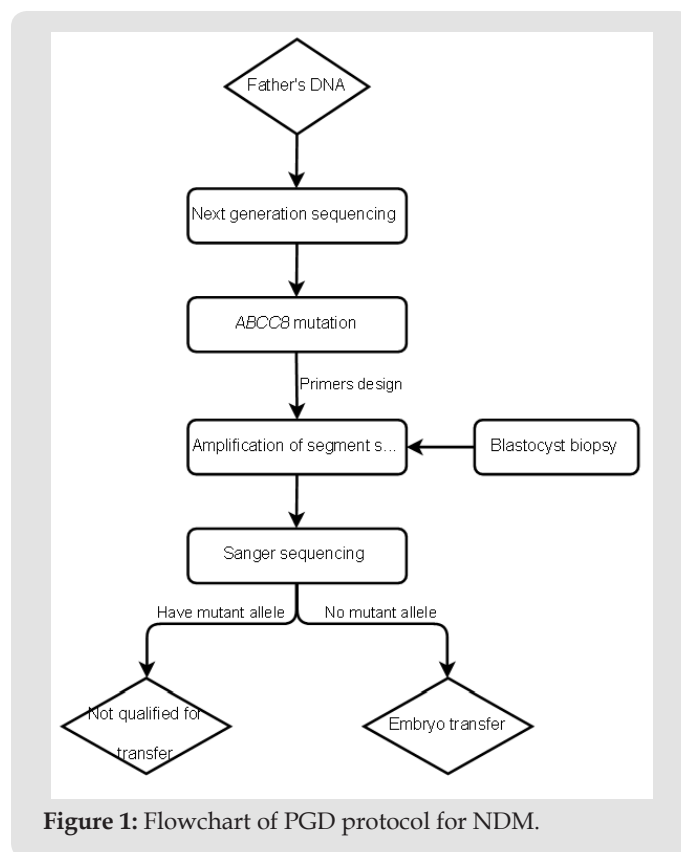 Father's DNA
Next generation sequencing
ABCC8 mutation
Primers design
Amplification of segment s...
Blastocyst biopsy
Sanger sequencing
Have mutant allele
No mutant allele
Not qualified for
transfer
Embryo transfer
Figure 1: Flowchart of PGD protocol for NDM.